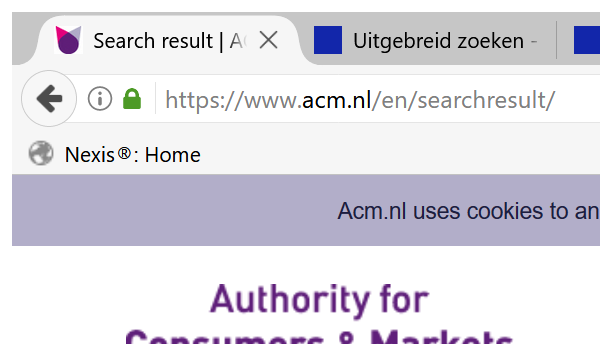 Search result | AC
Uitgebreid zoeken -
https://www.acm.nl/en/searchresult/
Nexis®: Home
Acm.nl uses cookies to an
Authority for
Consumers & Markets